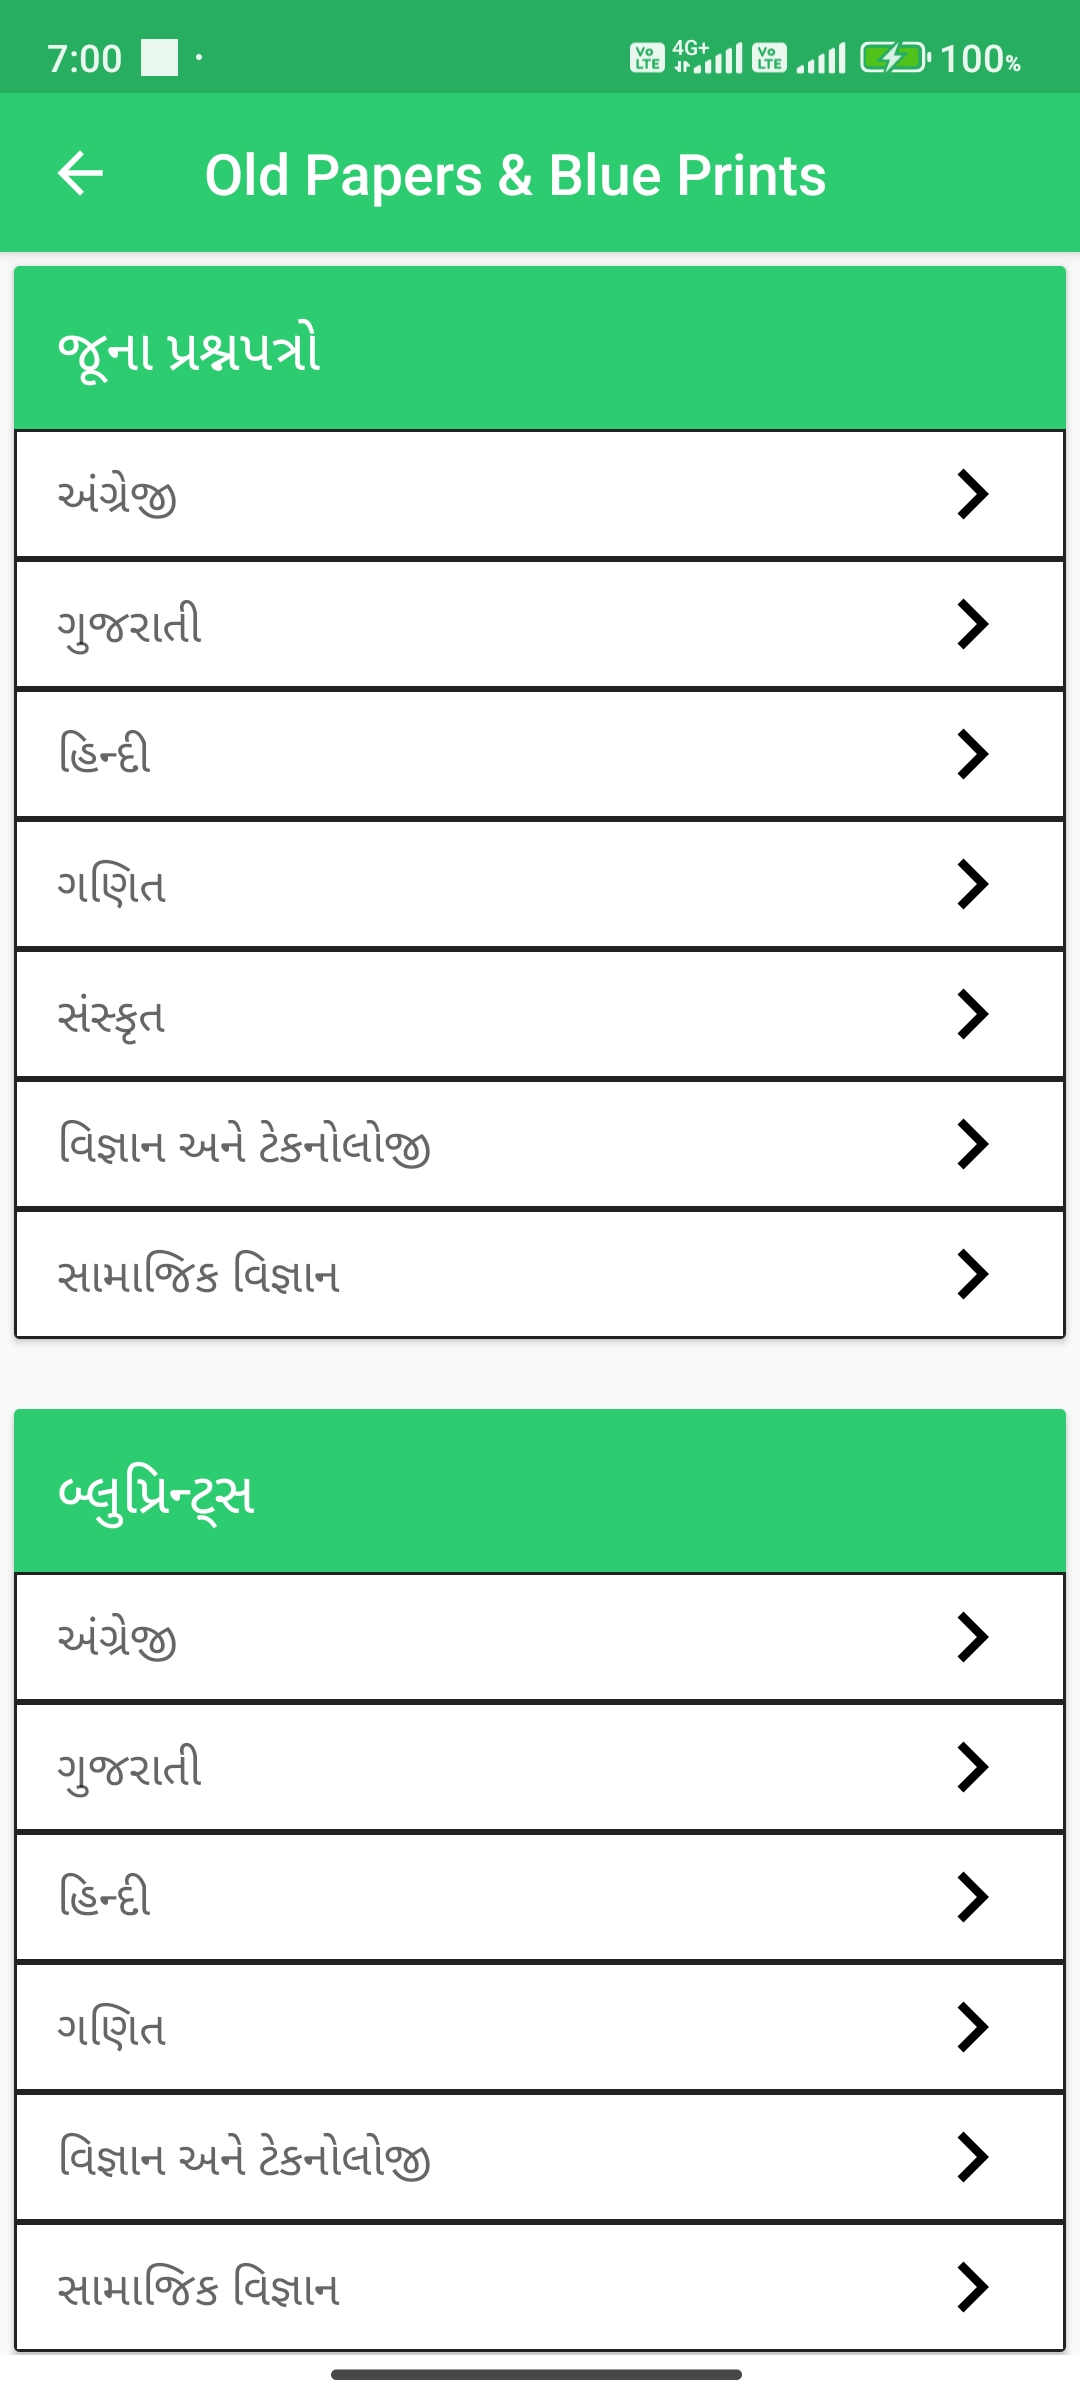 7:00
4G+
Vo LTE
Vo LTE
100%
Old Papers & Blue Prints
જૂના પ્રશ્નપત્રો
અંગ્રેજી
ગુજરાતી
હિન્દી
ગણિત
સંસ્કૃત
વિજ્ઞાન અને ટેકનોલોજી
સામાજિક વિજ્ઞાન
બ્લુપ્રિન્ટ્સ
અંગ્રેજી
ગુજરાતી
હિન્દી
ગણિત
વિજ્ઞાન અને ટેકનોલોજી
સામાજિક વિજ્ઞાન